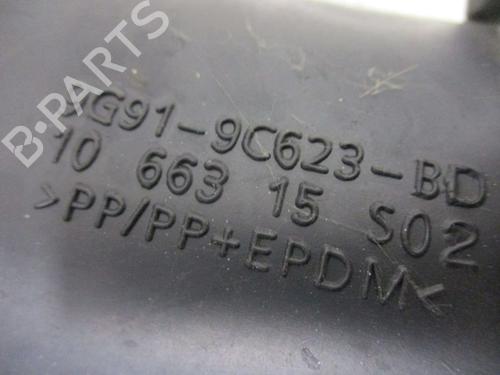 B-PARTS
G91-9C623-BD
10 663 15 S02
>PP/PP+EPDM<